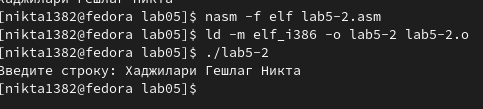 Хаджилари Гешлаг Никта
[nikta1382@fedora lab05]$ nasm -f elf lab5-2.asm
[nikta1382@fedora lab05]$ ld -m elf_i386 -o lab5-2 lab5-2.o
[nikta1382@fedora lab05]$ ./lab5-2
Введите строку: Хаджилари Гешлаг Никта
[nikta1382@fedora lab05]$